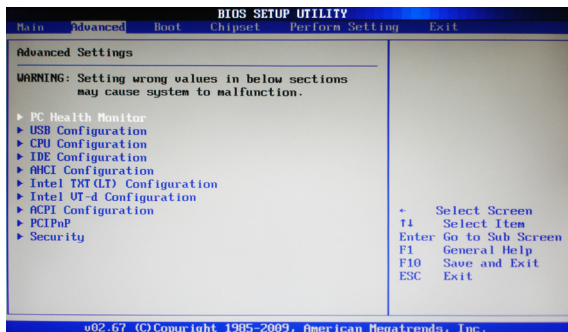 BIOS SETUP UTILITY
Main Advanced Boot Chipset Perform Setting Exit
Advanced Settings
WARNING: Setting wrong values in below sections
may cause system to malfunction.
▶ PC Health Monitor
▶ USB Configuration
▶ CPU Configuration
▶ IDE Configuration
▶ AHCI Configuration
▶ Intel TXT(LT) Configuration
▶ Intel VT-d Configuration
▶ ACPI Configuration
▶ PCIPnP
▶ Security
← Select Screen
↑↓ Select Item
Enter Go to Sub Screen
F1 General Help
F10 Save and Exit
ESC Exit
v02.67 (C)Copyright 1985-2009, American Megatrends, Inc.